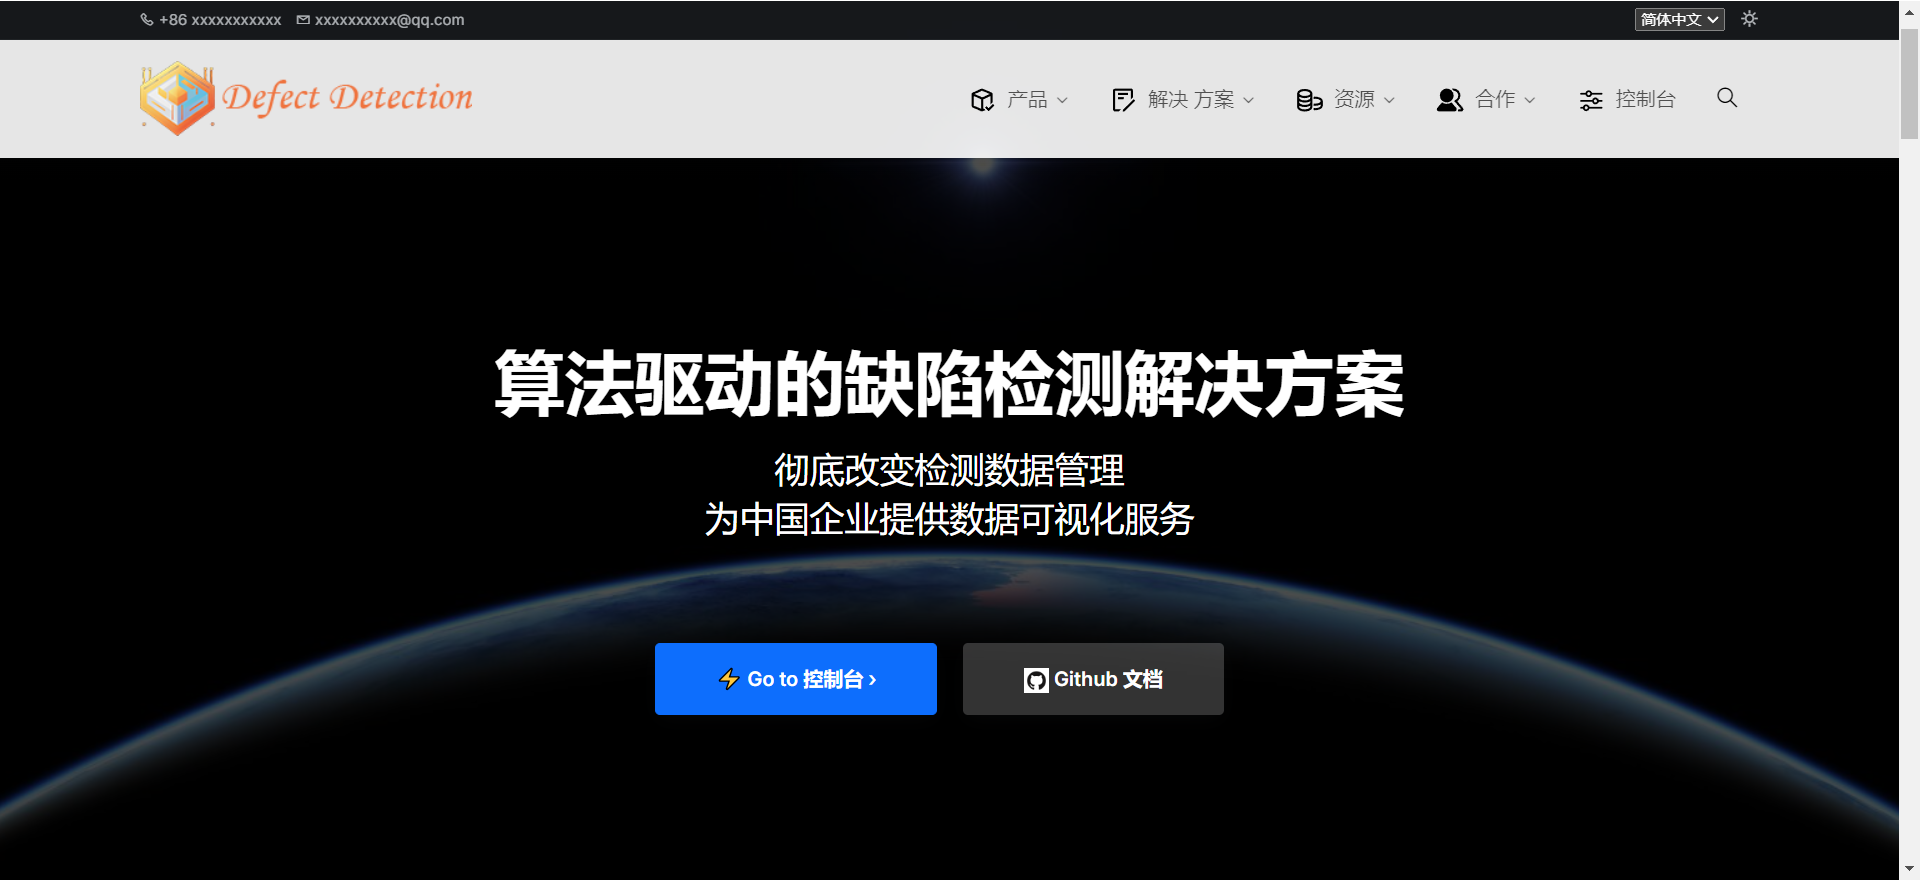 +86 xxxxxxxxxxx xxxxxxxxxx@qq.com 简体中文
Defect Detection 产品 解决 方案 资源 合作 控制台
算法驱动的缺陷检测解决方案
彻底改变检测数据管理
为中国企业提供数据可视化服务
Go to 控制台 › Github 文档